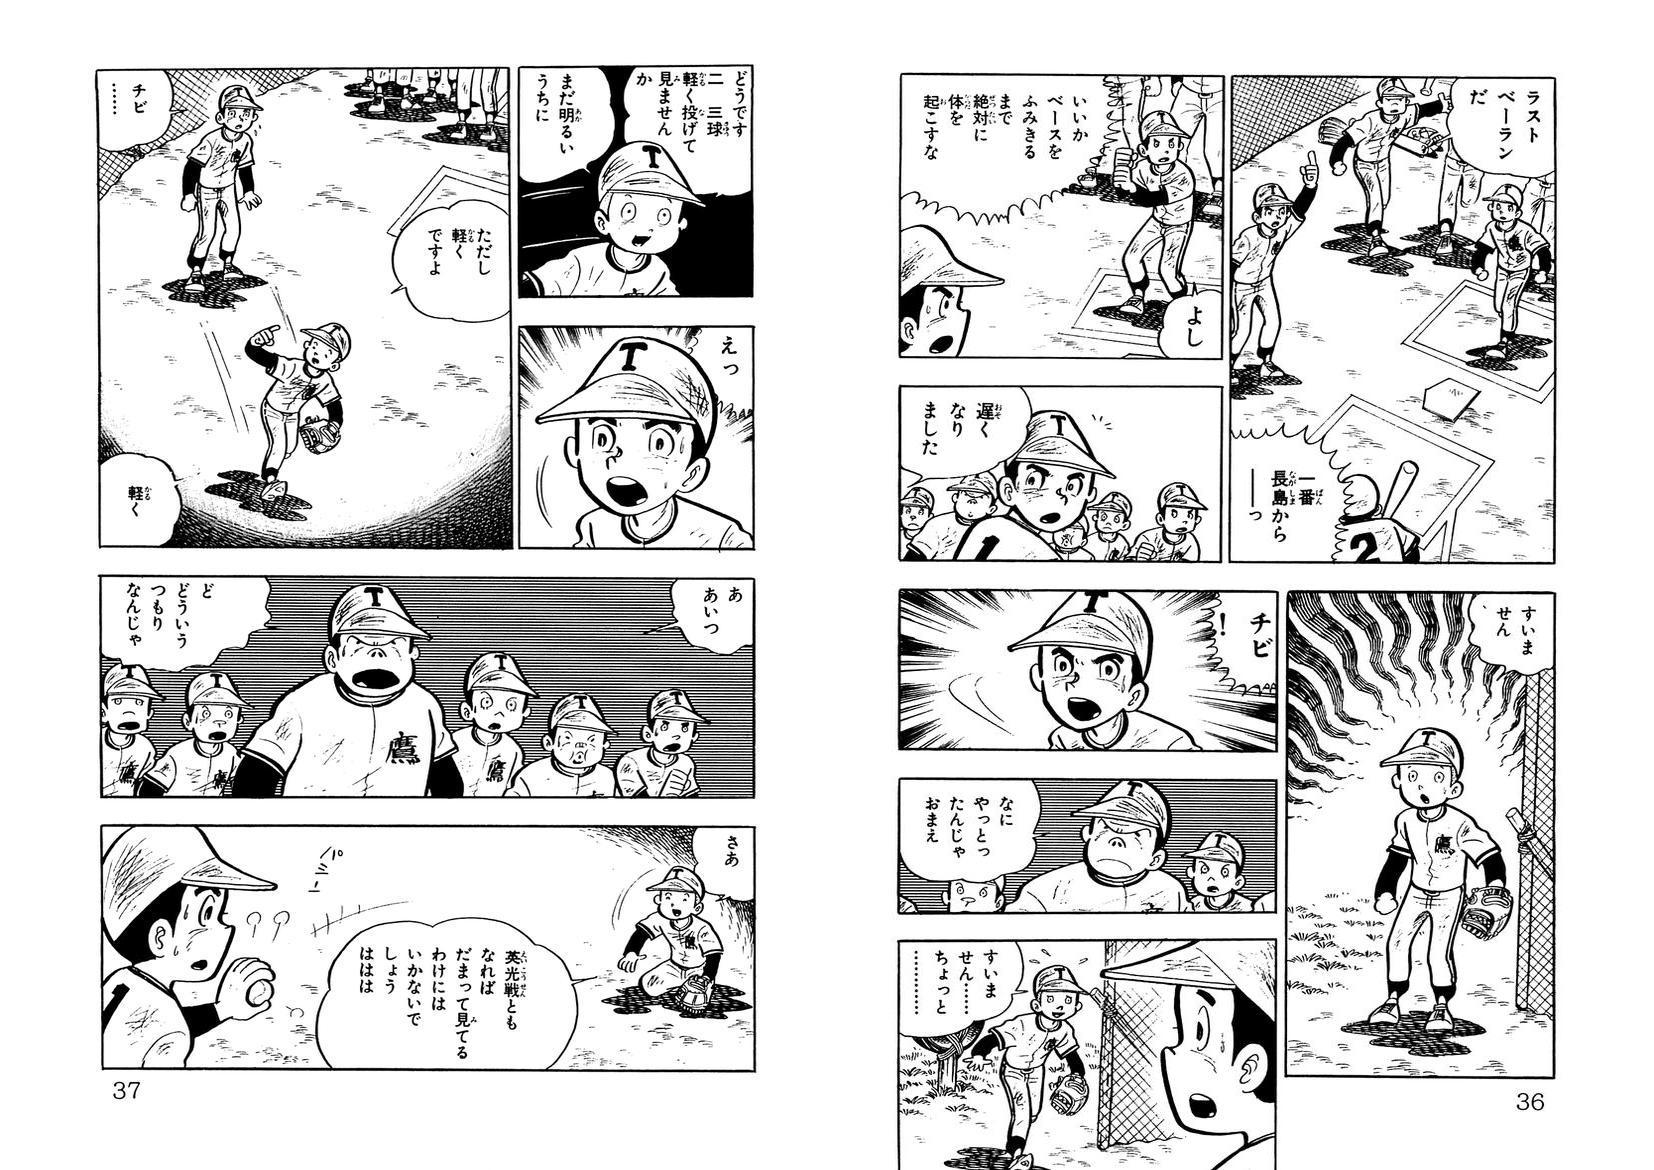 ラスト
ベーラン
だ
一番
長島から
――っ
2
いいか
ベースを
ふみきる
まで
絶対に
体を
起こすな
よし
遅く
なり
ました
T
1
すいま
せん
T
鷹
チビ
！
T
なに
やっとっ
たんじゃ
おまえ
T
T
すいま
せん………
ちょっと
…………
T
36
どうです
二　三球
軽く投げて
見ません
か
まだ明るい
うちに
T
えっ
T
チビ
……
ただし
軽く
ですよ
軽く
あ
あいつ
ど
どういう
つもり
なんじゃ
T
鷹
さあ
パシー
英光戦とも
なれば
だまって見てる
わけには
いかないで
しょう
ははは
1
37